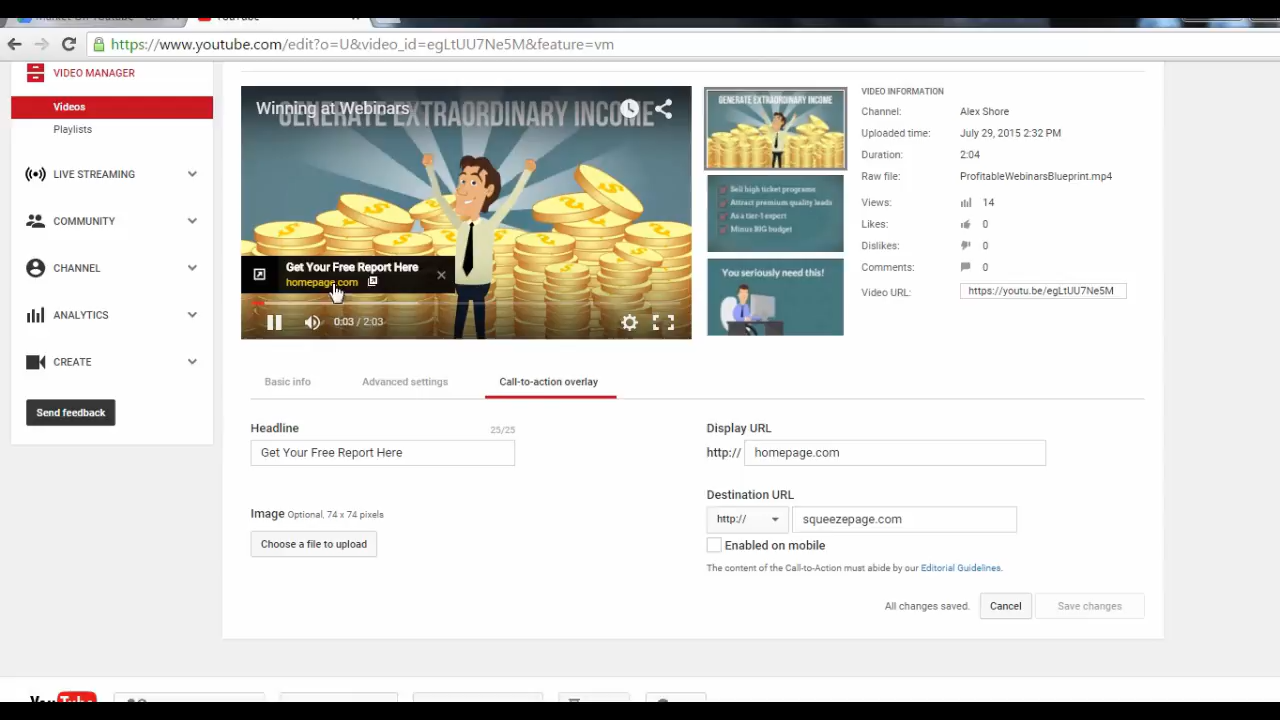 YouTube
https://www.youtube.com/edit?o=U&video_id=egLtUU7Ne5M&feature=vm
VIDEO MANAGER
Videos
Playlists
LIVE STREAMING
COMMUNITY
CHANNEL
ANALYTICS
CREATE
Send feedback
Winning at Webinars
GENERATE EXTRAORDINARY INCOME
Get Your Free Report Here
homepage.com
0:03 / 2:03
GENERATE EXTRAORDINARY INCOME
Sell high ticket programs
Attract premium quality leads
As a tier-1 expert
Minus BIG budget
You seriously need this!
VIDEO INFORMATION
Channel: Alex Shore
Uploaded time: July 29, 2015 2:32 PM
Duration: 2:04
Raw file: ProfitableWebinarsBlueprint.mp4
Views: 14
Likes: 0
Dislikes: 0
Comments: 0
Video URL: https://youtu.be/egLtUU7Ne5M
Basic info
Advanced settings
Call-to-action overlay
Headline 25/25
Get Your Free Report Here
Image Optional, 74 x 74 pixels
Choose a file to upload
Display URL
http:// homepage.com
Destination URL
http:// squeezepage.com
Enabled on mobile
The content of the Call-to-Action must abide by our Editorial Guidelines.
All changes saved. Cancel Save changes
YouTube